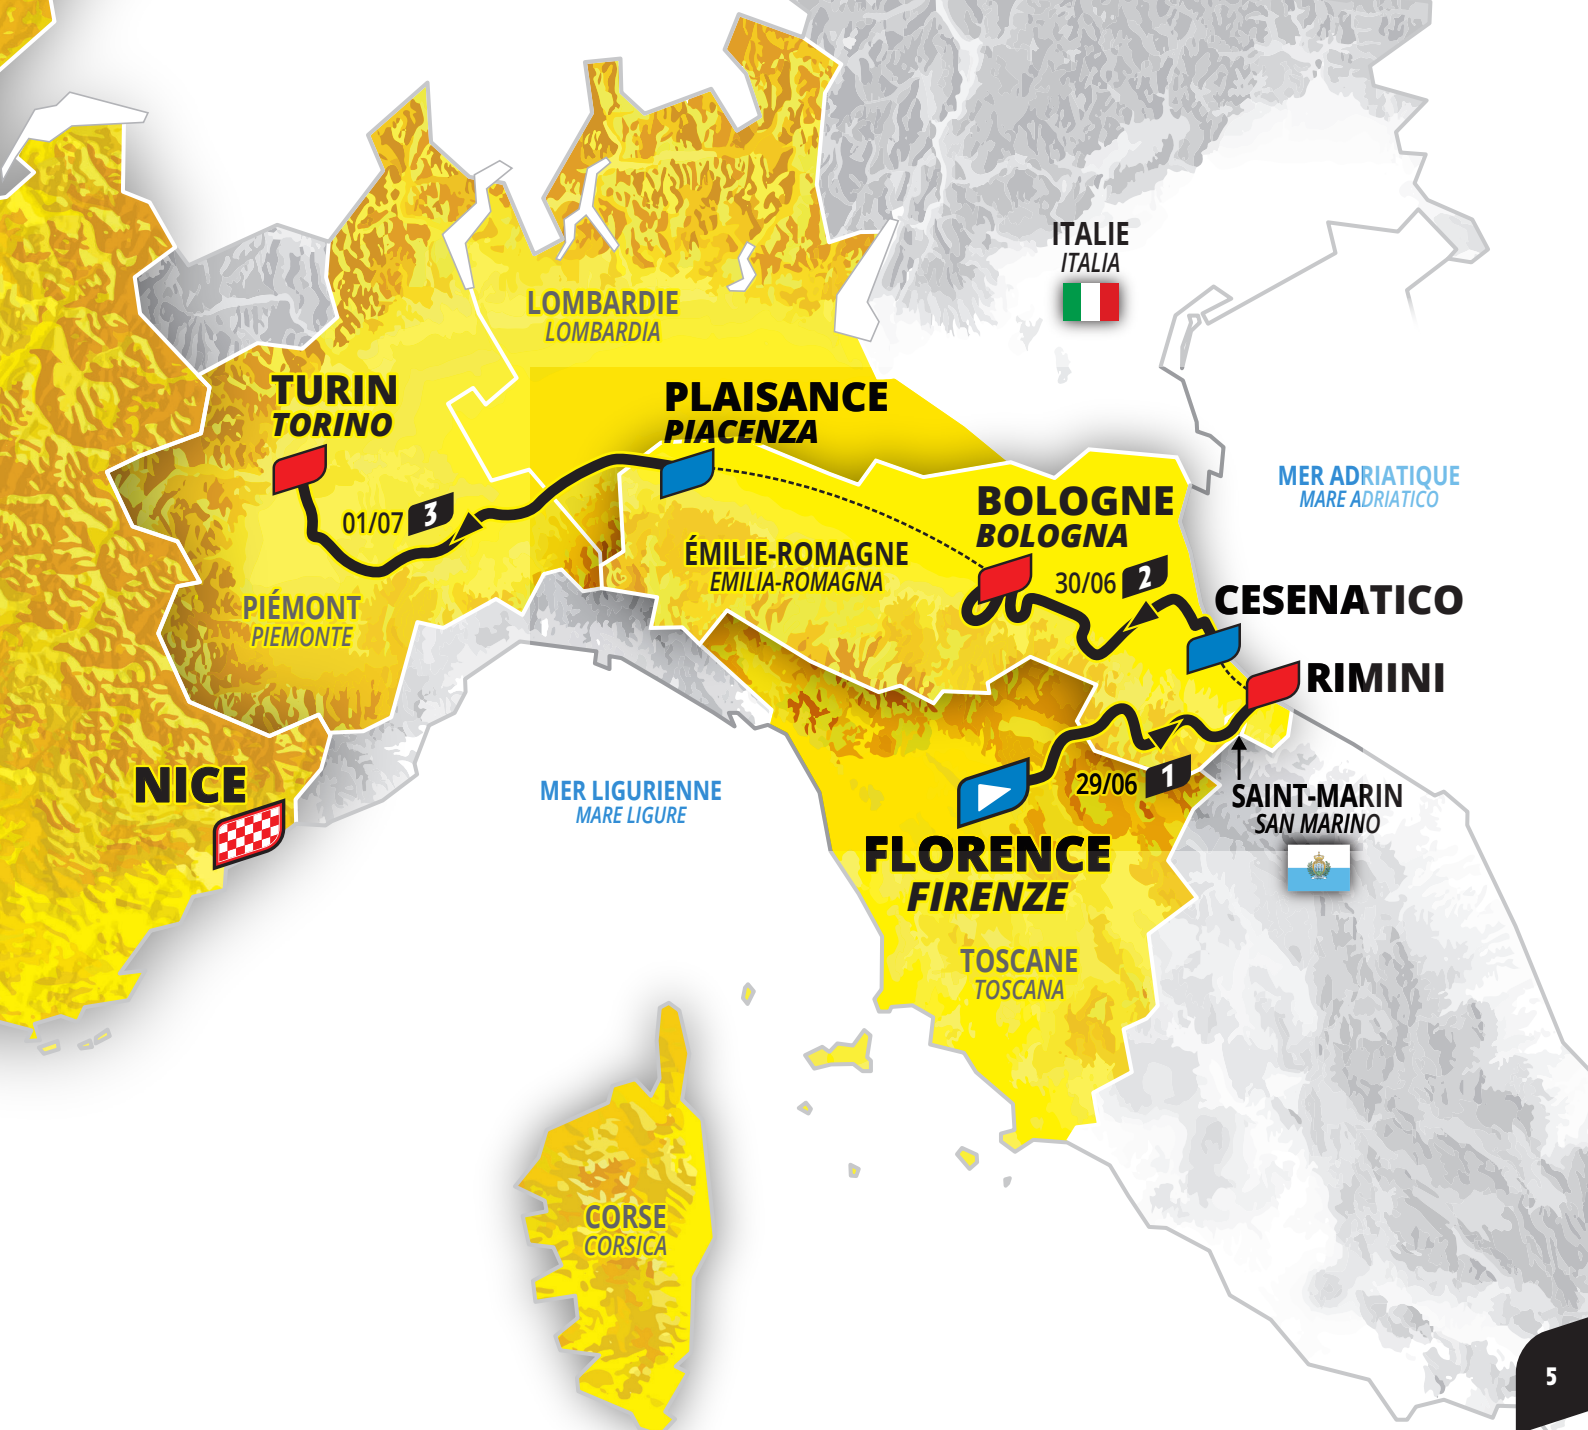 ITALIE
ITALIA
LOMBARDIE
LOMBARDIA
TURIN
TORINO
PLAISANCE
PIACENZA
MER ADRIATIQUE
MARE ADRIATICO
BOLOGNE
BOLOGNA
01/07 3
ÉMILIE-ROMAGNE
EMILIA-ROMAGNA
30/06 2
CESENATICO
PIÉMONT
PIEMONTE
RIMINI
NICE
MER LIGURIENNE
MARE LIGURE
29/06 1
SAINT-MARIN
SAN MARINO
FLORENCE
FIRENZE
TOSCANE
TOSCANA
CORSE
CORSICA
5